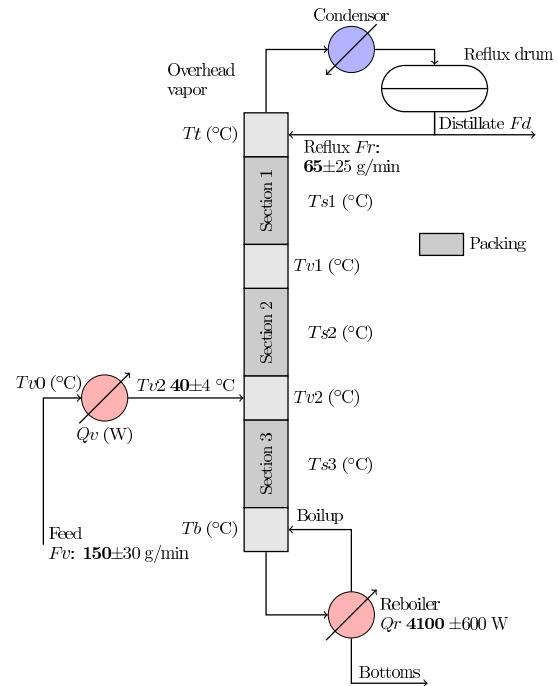 Condensor
Reflux drum
Overhead
vapor
Distillate Fd
Tt (°C)
Reflux Fr:
65±25 g/min
Section 1
Ts1 (°C)
Packing
Tv1 (°C)
Section 2
Ts2 (°C)
Tv0 (°C)
Tv2 40±4 °C
Tv2 (°C)
Qv (W)
Section 3
Ts3 (°C)
Boilup
Tb (°C)
Feed
Fv: 150±30 g/min
Reboiler
Qr 4100 ±600 W
Bottoms